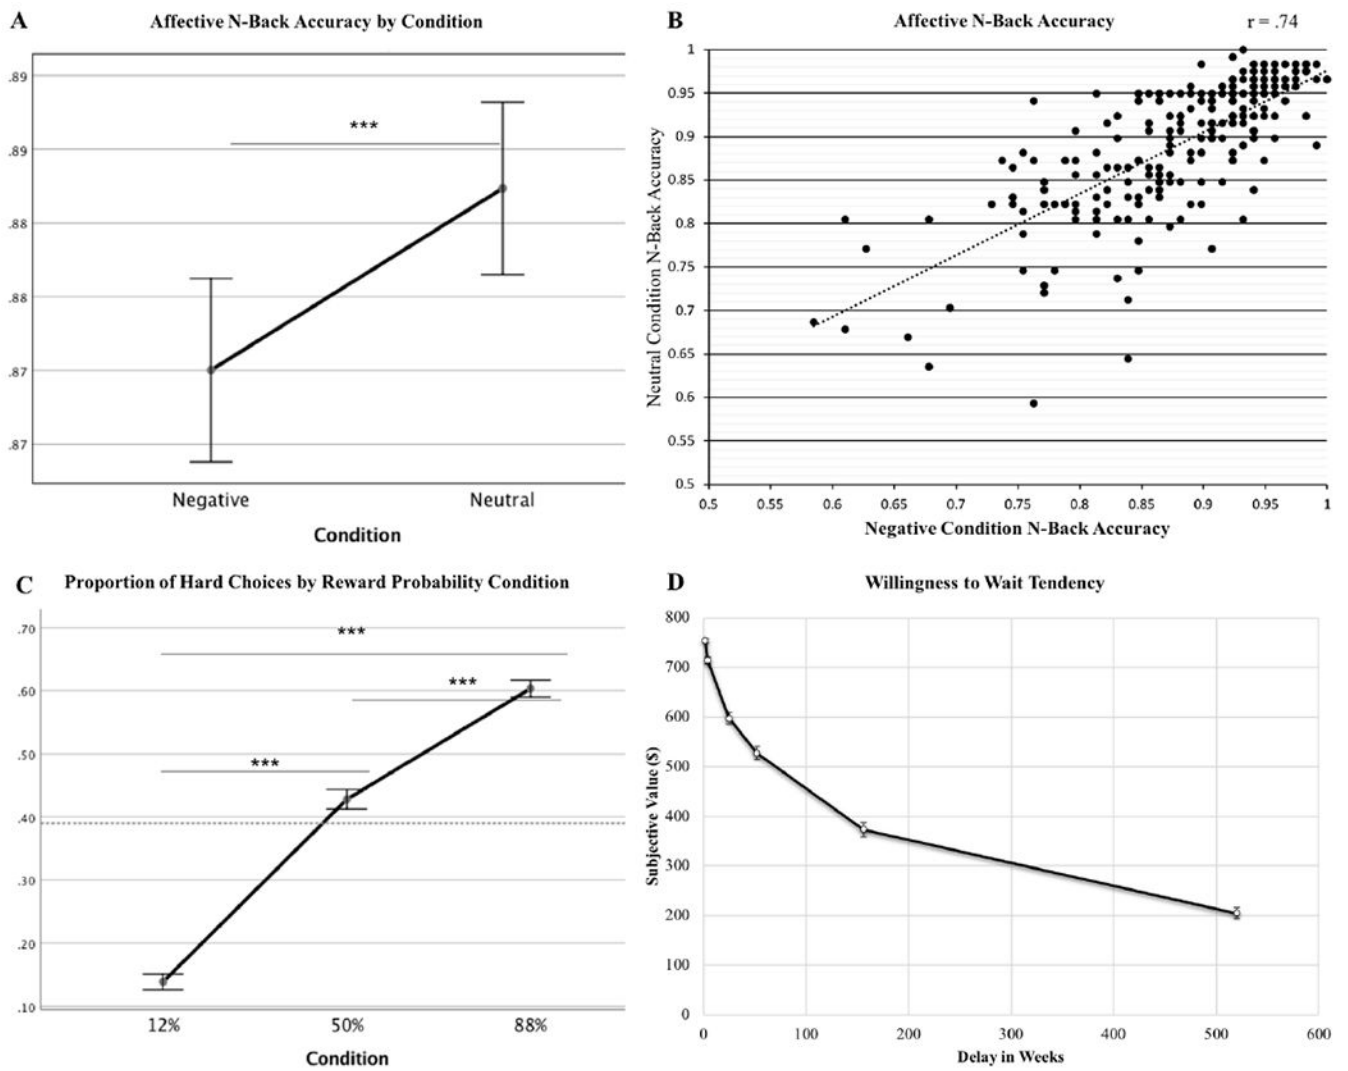 A Affective N-Back Accuracy by Condition
.89
.89
.88
.88
.87
.87
***
Negative Neutral
Condition
B Affective N-Back Accuracy r = .74
Neutral Condition N-Back Accuracy
1
0.95
0.9
0.85
0.8
0.75
0.7
0.65
0.6
0.55
0.5
0.5 0.55 0.6 0.65 0.7 0.75 0.8 0.85 0.9 0.95 1
Negative Condition N-Back Accuracy
C Proportion of Hard Choices by Reward Probability Condition
.70
.60
.50
.40
.30
.20
.10
***
***
***
12% 50% 88%
Condition
D Willingness to Wait Tendency
Subjective Value ($)
800
700
600
500
400
300
200
100
0
0 100 200 300 400 500 600
Delay in Weeks